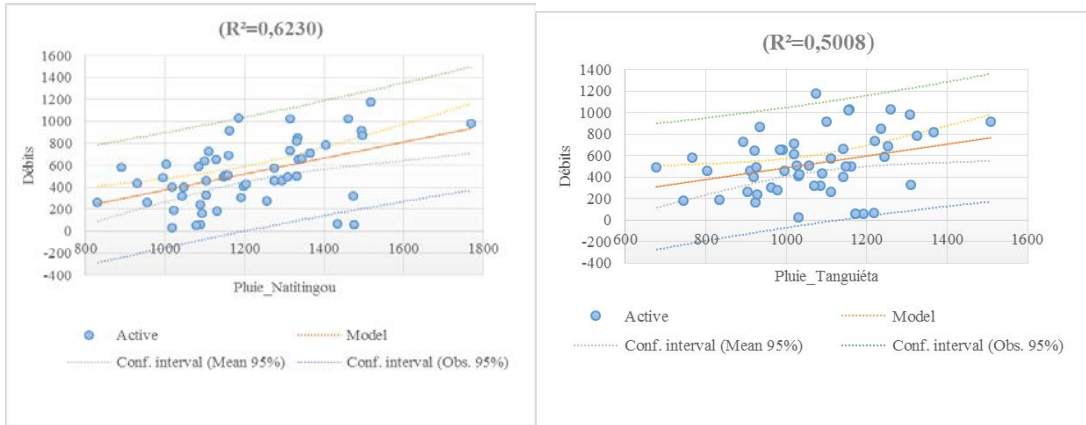 (R²=0,6230)
1600
1400
1200
1000
800
600
400
200
0
-200
-400
Débits
800 1000 1200 1400 1600 1800
Pluie_Natitingou
Active Model
Conf. interval (Mean 95%) Conf. interval (Obs. 95%)
(R²=0,5008)
1400
1200
1000
800
600
400
200
0
-200
-400
Débits
600 800 1000 1200 1400 1600
Pluie_Tanguiéta
Active Model
Conf. interval (Mean 95%) Conf. interval (Obs. 95%)